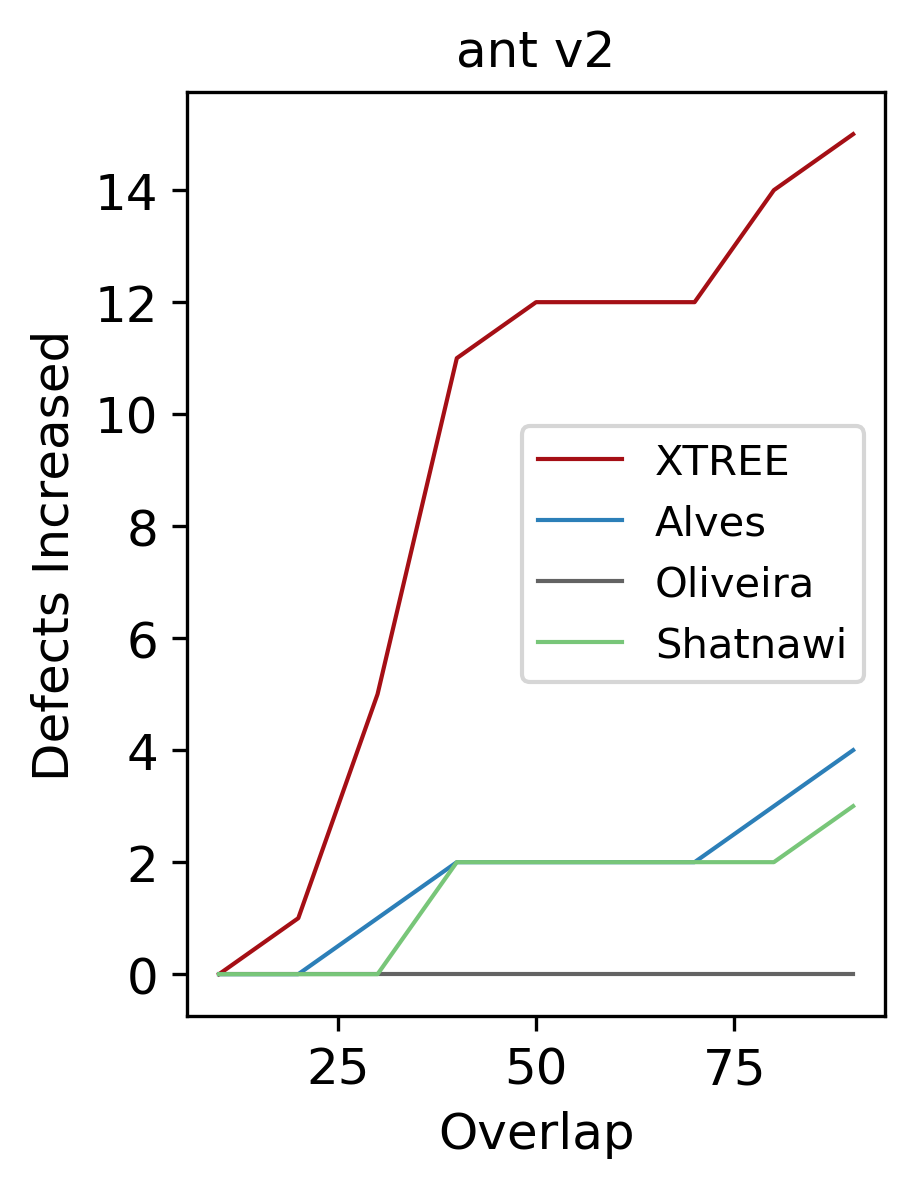 ant v2
Defects Increased
14
12
10
8
6
4
2
0
XTREE
Alves
Oliveira
Shatnawi
25 50 75
Overlap